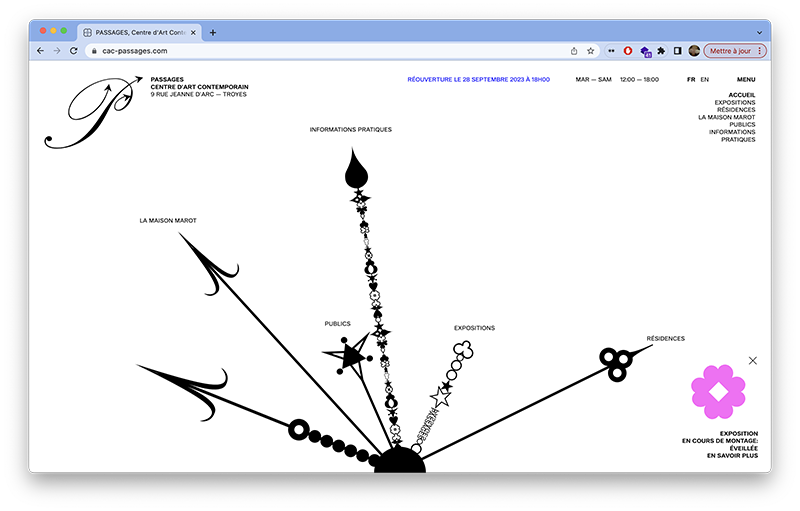 PASSAGES, Centre d'Art Conte
cac-passages.com
Mettre à jour
PASSAGES
CENTRE D'ART CONTEMPORAIN
9 RUE JEANNE D'ARC — TROYES
RÉOUVERTURE LE 28 SEPTEMBRE 2023 À 18H00
MAR — SAM 12:00 — 18:00
FR EN
MENU
ACCUEIL
EXPOSITIONS
RÉSIDENCES
LA MAISON MAROT
PUBLICS
INFORMATIONS
PRATIQUES
INFORMATIONS PRATIQUES
LA MAISON MAROT
PUBLICS
EXPOSITIONS
RÉSIDENCES
PASSAGES
EXPOSITION
EN COURS DE MONTAGE:
ÉVEILLÉE
EN SAVOIR PLUS